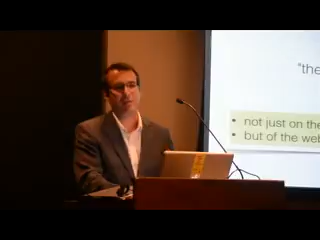 "the
• not just on the
• but of the web